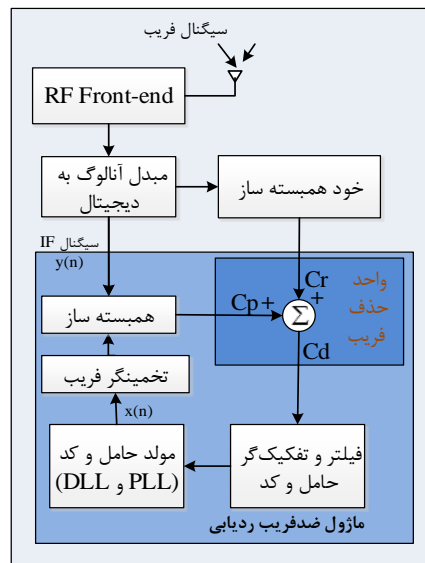 سیگنال فریب
RF Front-end
مبدل آنالوگ به
دیجیتال
خود همبسته ساز
سیگنال IF
y(n)
Cr
واحد
حذف
فریب
همبسته ساز
Cp+
+
Σ
Cd
تخمینگر فریب
x(n)
مولد حامل و کد
(PLL و DLL)
فیلتر و تفکیک‌گر
حامل و کد
ماژول ضدفریب ردیابی